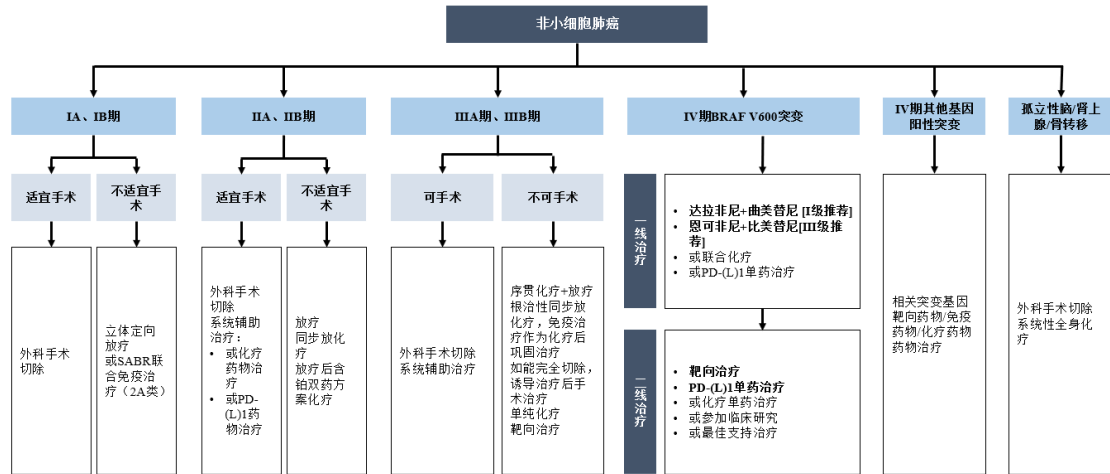 非小细胞肺癌
IA、IB期
IIA、IIB期
IIIA期、IIIB期
IV期BRAF V600突变
IV期其他基因
阳性突变
孤立性脑/肾上
腺/骨转移
适宜手术
不适宜手
术
适宜手术
不适宜手
术
可手术
不可手术
外科手术
切除
立体定向
放疗
或SABR联
合免疫治
疗（2A类）
外科手术
切除
系统辅助
治疗：
• 或化疗
药物治
疗
• 或PD-
(L)1药
物治疗
放疗
同步放化
疗
放疗后含
铂双药方
案化疗
外科手术切除
系统辅助治疗
序贯化疗+放疗
根治性同步放
化疗，免疫治
疗作为化疗后
巩固治疗
如能完全切除，
诱导治疗后手
术治疗
单纯化疗
靶向治疗
一线治疗
• 达拉非尼+曲美替尼 [I级推荐]
• 恩可非尼+比美替尼[III级推
荐]
• 或联合化疗
• 或PD-(L)1单药治疗
二线治疗
• 靶向治疗
• PD-(L)1单药治疗
• 或化疗单药治疗
• 或参加临床研究
• 或最佳支持治疗
相关突变基因
靶向药物/免疫
药物/化疗药物
药物治疗
外科手术切除
系统性全身化
疗